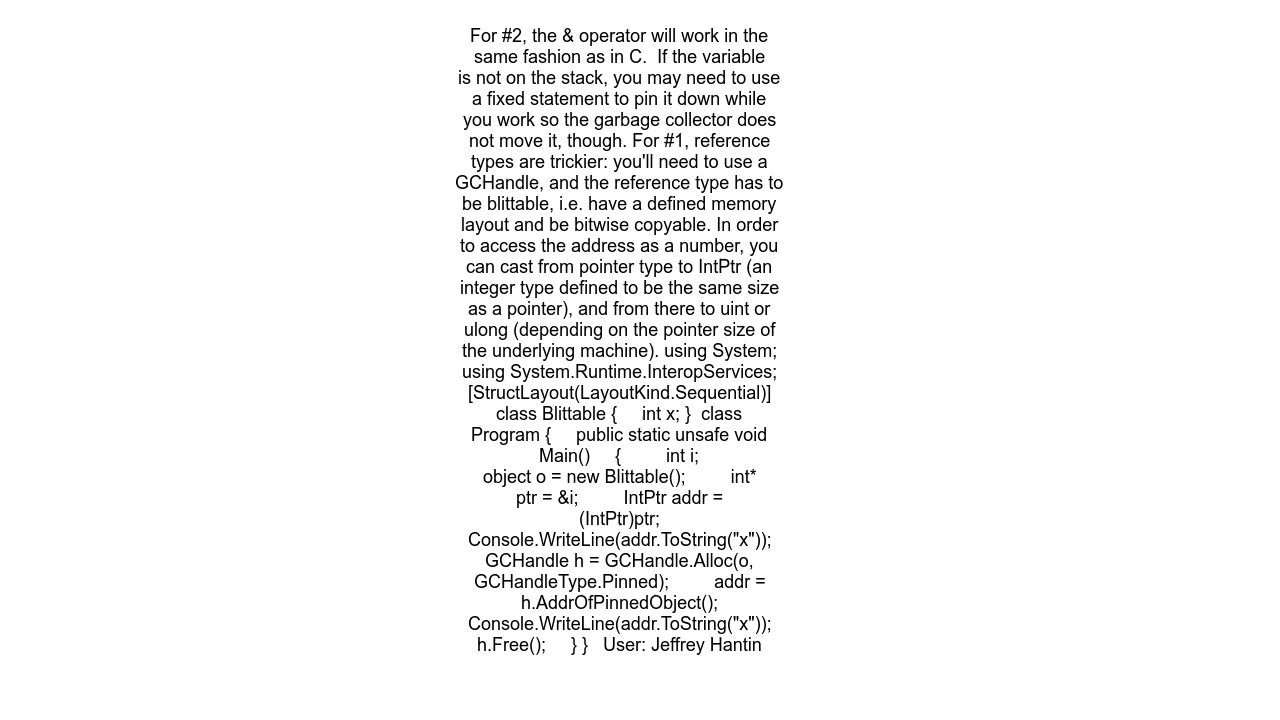 For #2, the & operator will work in the
same fashion as in C.  If the variable
is not on the stack, you may need to use
a fixed statement to pin it down while
you work so the garbage collector does
not move it, though. For #1, reference
types are trickier: you'll need to use a
GCHandle, and the reference type has to
be blittable, i.e. have a defined memory
layout and be bitwise copyable. In order
to access the address as a number, you
can cast from pointer type to IntPtr (an
integer type defined to be the same size
as a pointer), and from there to uint or
ulong (depending on the pointer size of
the underlying machine). using System;
using System.Runtime.InteropServices;
[StructLayout(LayoutKind.Sequential)]
class Blittable {     int x; }  class
Program {     public static unsafe void
Main()     {         int i;
object o = new Blittable();         int*
ptr = &i;         IntPtr addr =
(IntPtr)ptr;
Console.WriteLine(addr.ToString("x"));
GCHandle h = GCHandle.Alloc(o,
GCHandleType.Pinned);         addr =
h.AddrOfPinnedObject();
Console.WriteLine(addr.ToString("x"));
h.Free();     } }   User: Jeffrey Hantin